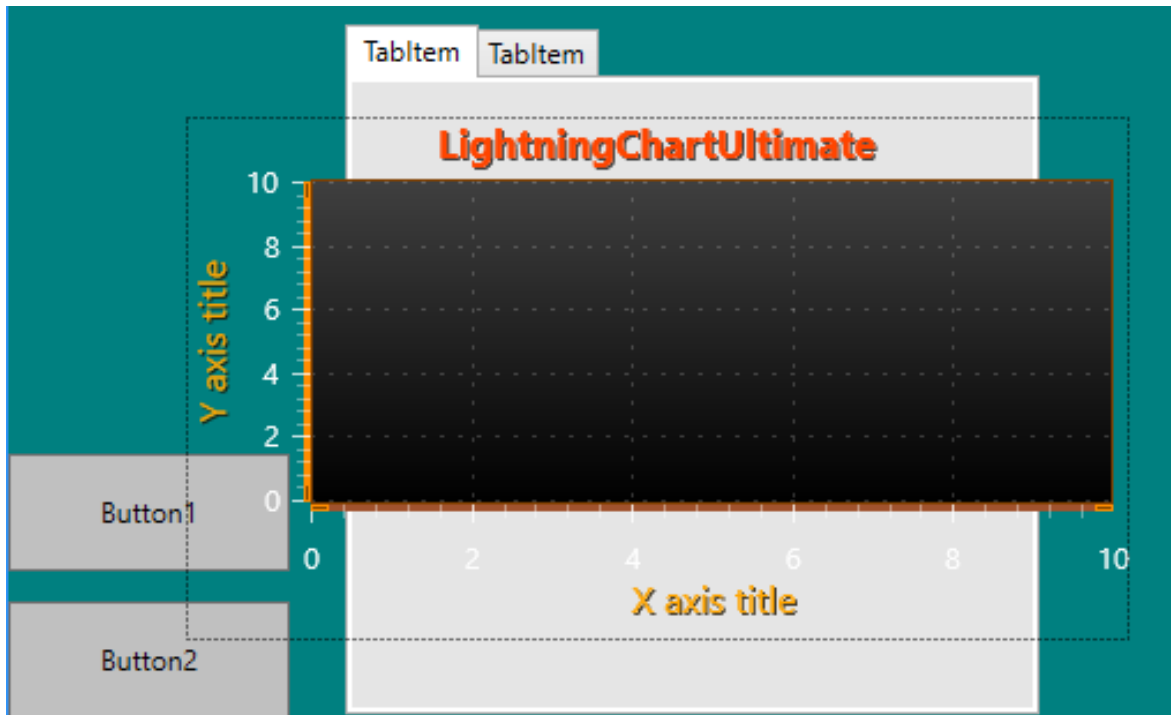 TabItem TabItem
LightningChartUltimate
10
8
6
4
2
0
Y axis title
0 2 4 6 8 10
X axis title
Button1
Button2